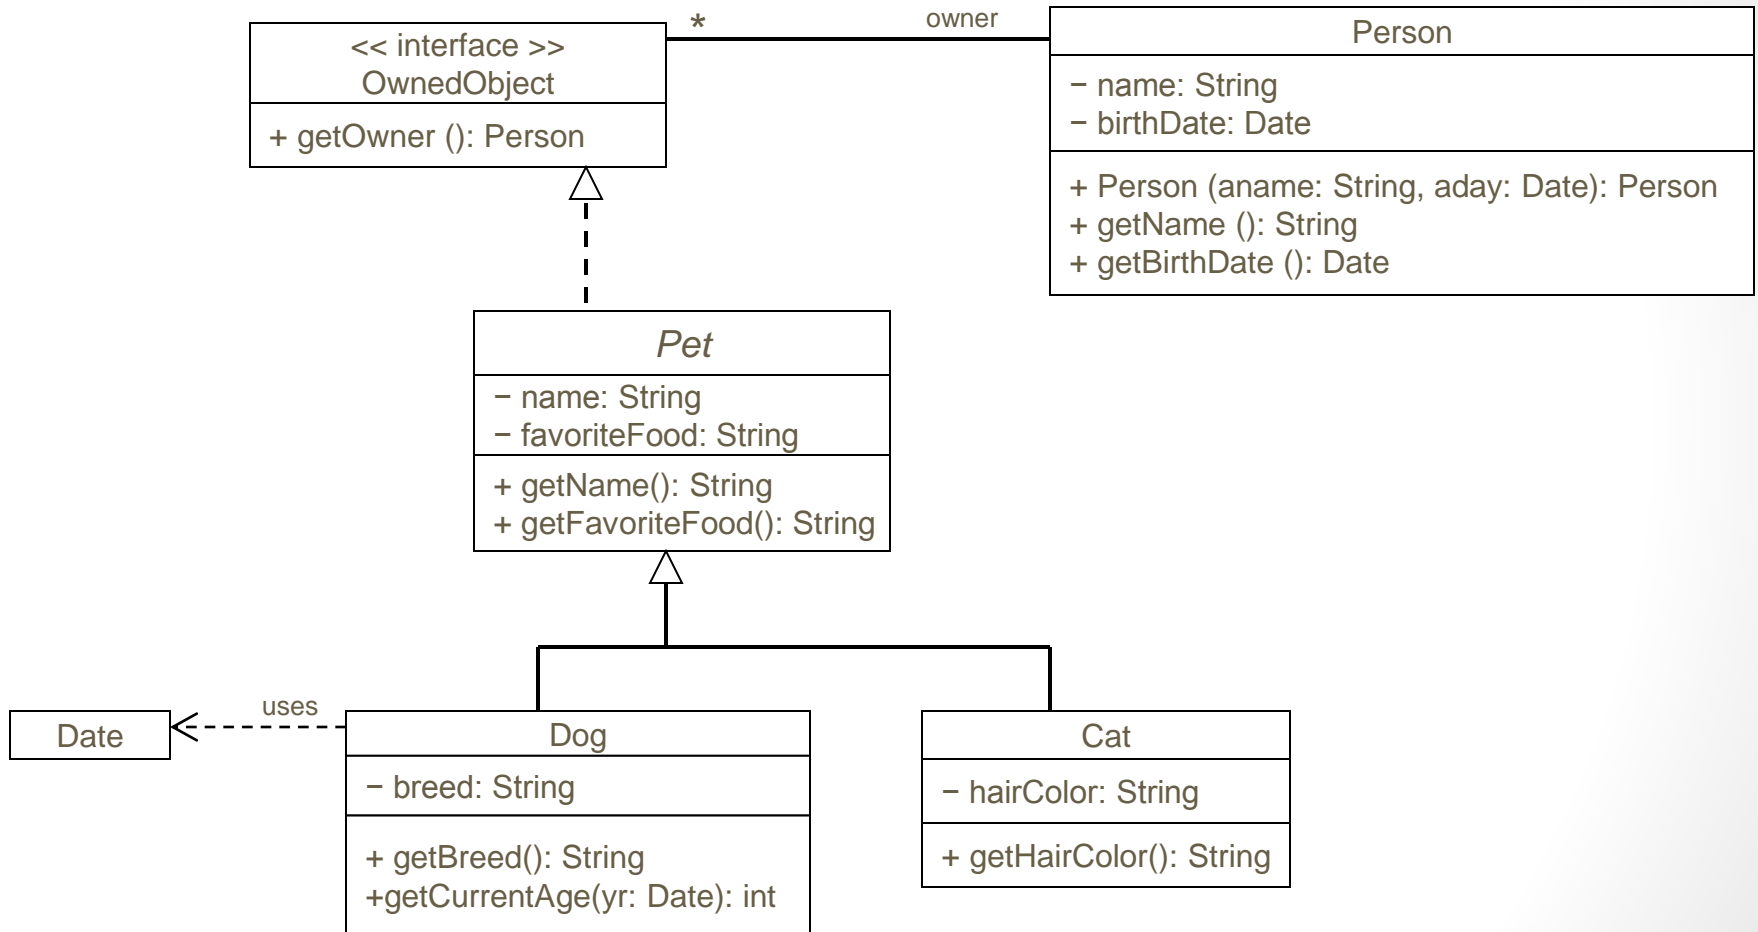 << interface >>
OwnedObject
+ getOwner (): Person
*
owner
Person
− name: String
− birthDate: Date
+ Person (aname: String, aday: Date): Person
+ getName (): String
+ getBirthDate (): Date
Pet
− name: String
− favoriteFood: String
+ getName(): String
+ getFavoriteFood(): String
Date
uses
Dog
− breed: String
+ getBreed(): String
+getCurrentAge(yr: Date): int
Cat
− hairColor: String
+ getHairColor(): String